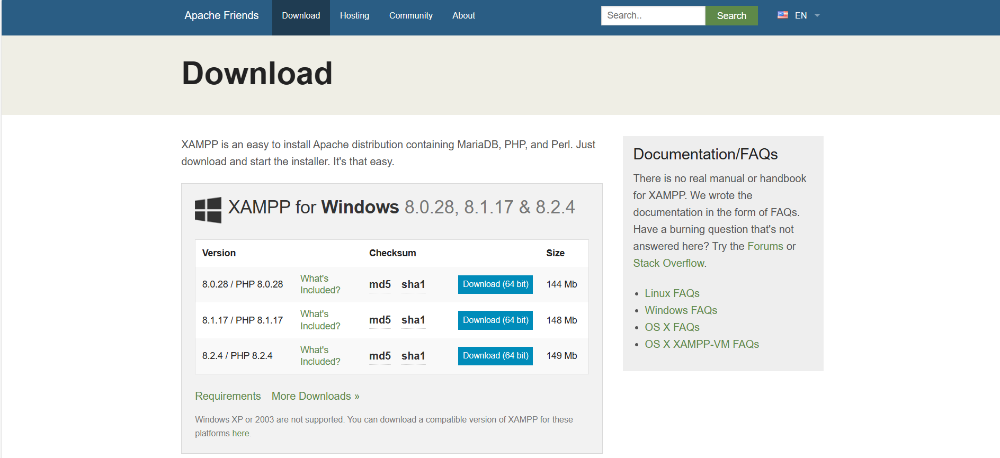 Apache Friends Download Hosting Community About Search.. Search EN
Download
XAMPP is an easy to install Apache distribution containing MariaDB, PHP, and Perl. Just
download and start the installer. It's that easy.
XAMPP for Windows 8.0.28, 8.1.17 & 8.2.4
Version Checksum Size
8.0.28 / PHP 8.0.28 What's
Included? md5 sha1 Download (64 bit) 144 Mb
8.1.17 / PHP 8.1.17 What's
Included? md5 sha1 Download (64 bit) 148 Mb
8.2.4 / PHP 8.2.4 What's
Included? md5 sha1 Download (64 bit) 149 Mb
Requirements More Downloads »
Windows XP or 2003 are not supported. You can download a compatible version of XAMPP for these
platforms here.
Documentation/FAQs
There is no real manual or handbook
for XAMPP. We wrote the
documentation in the form of FAQs.
Have a burning question that's not
answered here? Try the Forums or
Stack Overflow.
• Linux FAQs
• Windows FAQs
• OS X FAQs
• OS X XAMPP-VM FAQs